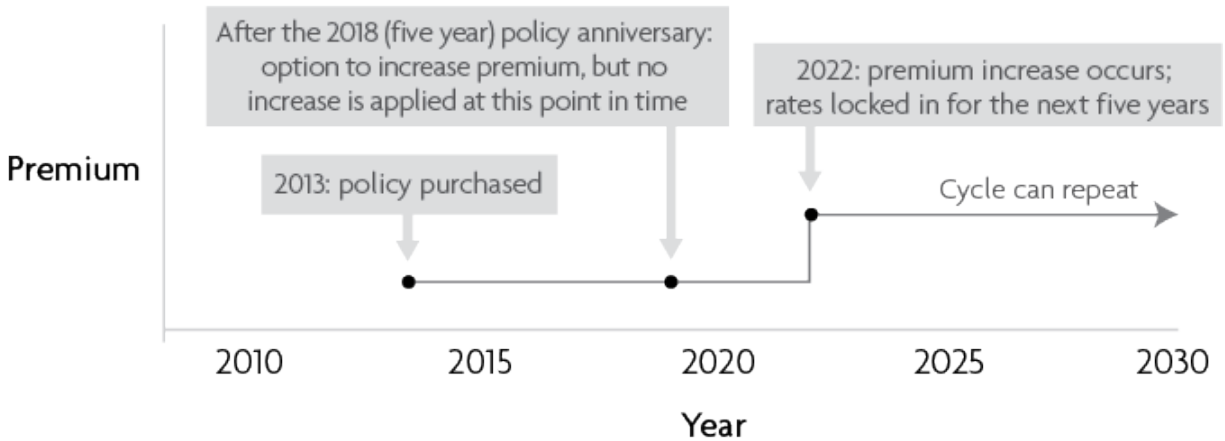 After the 2018 (five year) policy anniversary:
option to increase premium, but no
increase is applied at this point in time
2022: premium increase occurs;
rates locked in for the next five years
Premium
2013: policy purchased
Cycle can repeat
2010
2015
2020
2025
2030
Year